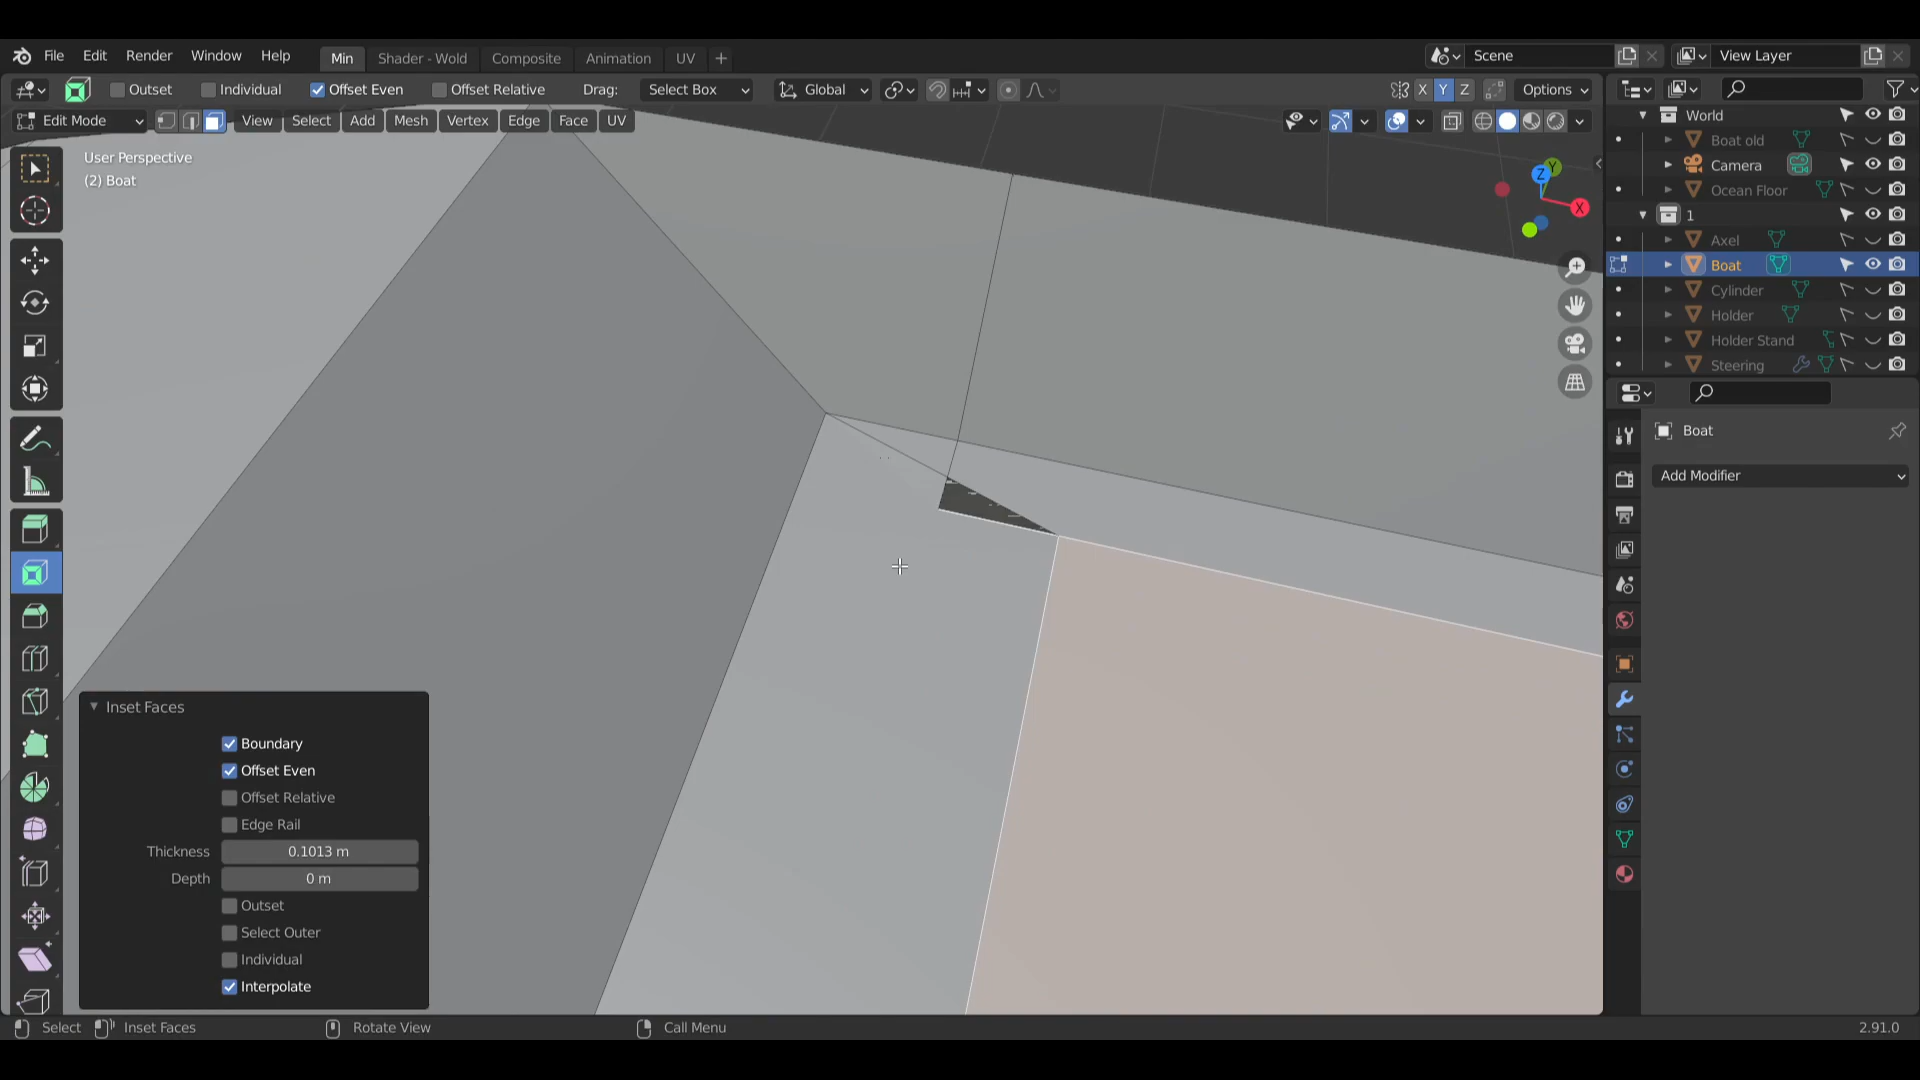 File Edit Render Window Help Min Shader - Wold Composite Animation UV + Scene View Layer
Outset Individual Offset Even Offset Relative Drag: Select Box Global X Y Z Options
Edit Mode View Select Add Mesh Vertex Edge Face UV
User Perspective
(2) Boat
Z
Y
X
World
Boat old
Camera
Ocean Floor
1
Axel
Boat
Cylinder
Holder
Holder Stand
Steering
Boat
Add Modifier
Inset Faces
Boundary
Offset Even
Offset Relative
Edge Rail
Thickness 0.1013 m
Depth 0 m
Outset
Select Outer
Individual
Interpolate
Select Inset Faces Rotate View Call Menu 2.91.0